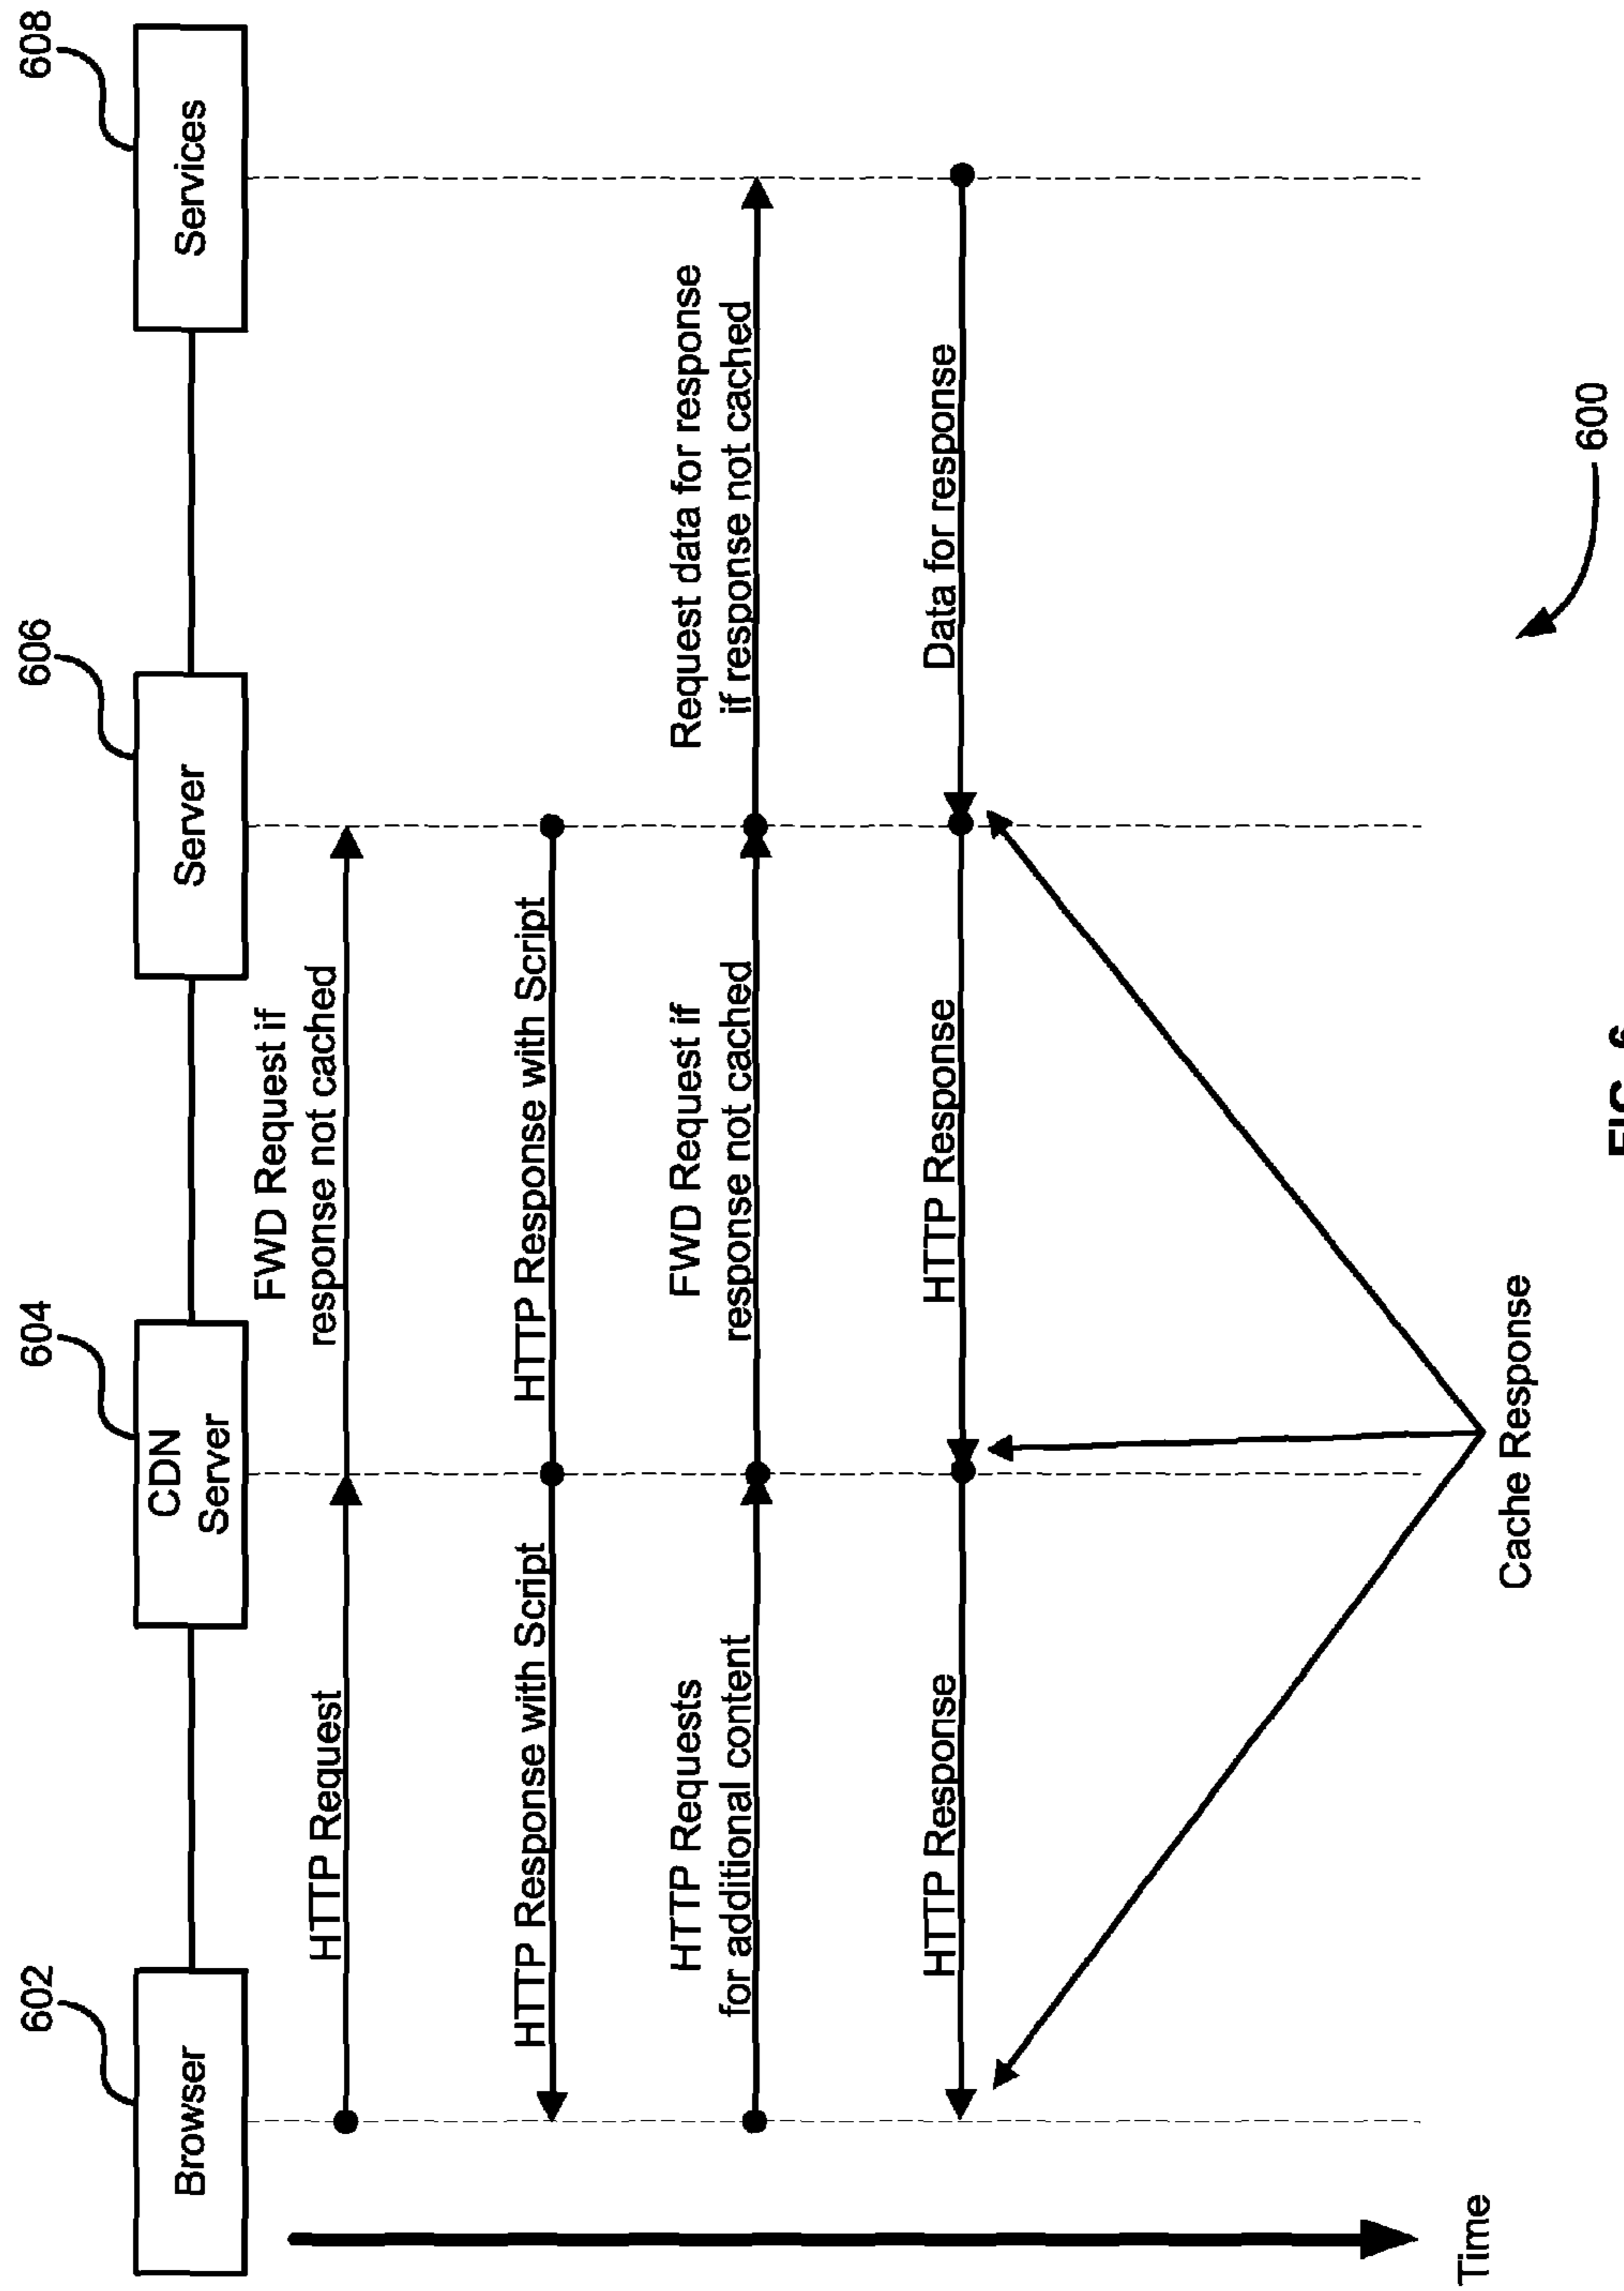 602
604
606
608
Browser
CDN
Server
Server
Services
HTTP Request
FWD Request if
response not cached
HTTP Response with Script
HTTP Response with Script
HTTP Requests
for additional content
FWD Request if
response not cached
Request data for response
if response not cached
HTTP Response
HTTP Response
Data for response
Time
Cache Response
600